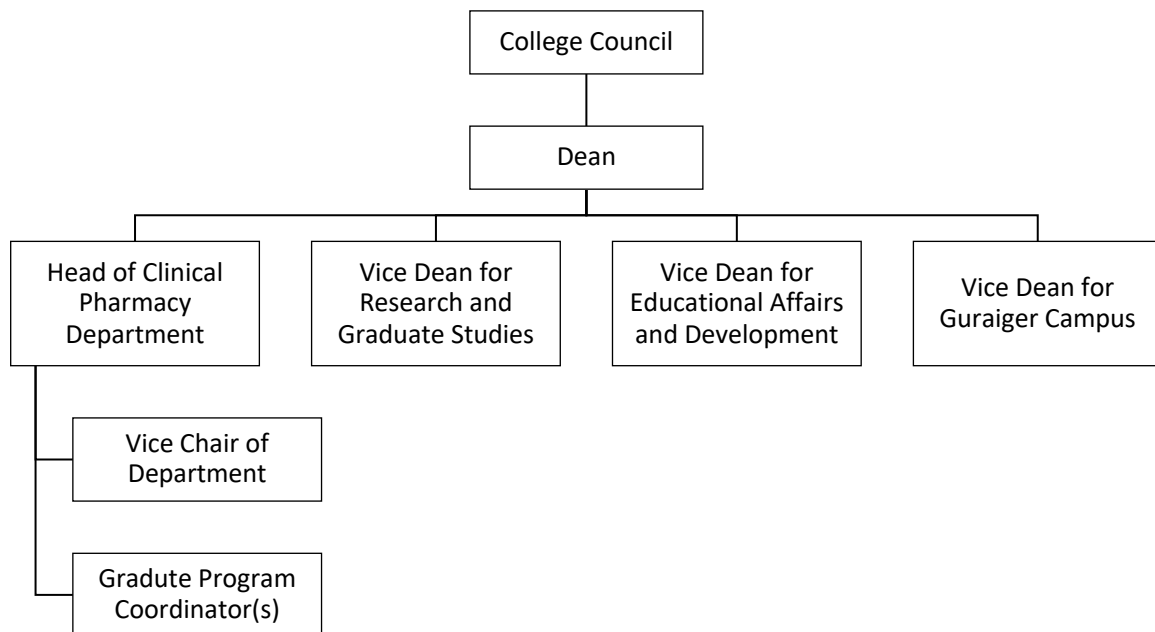 College Council
Dean
Head of Clinical
Pharmacy
Department
Vice Dean for
Research and
Graduate Studies
Vice Dean for
Educational Affairs
and Development
Vice Dean for
Guraiger Campus
Vice Chair of
Department
Gradute Program
Coordinator(s)